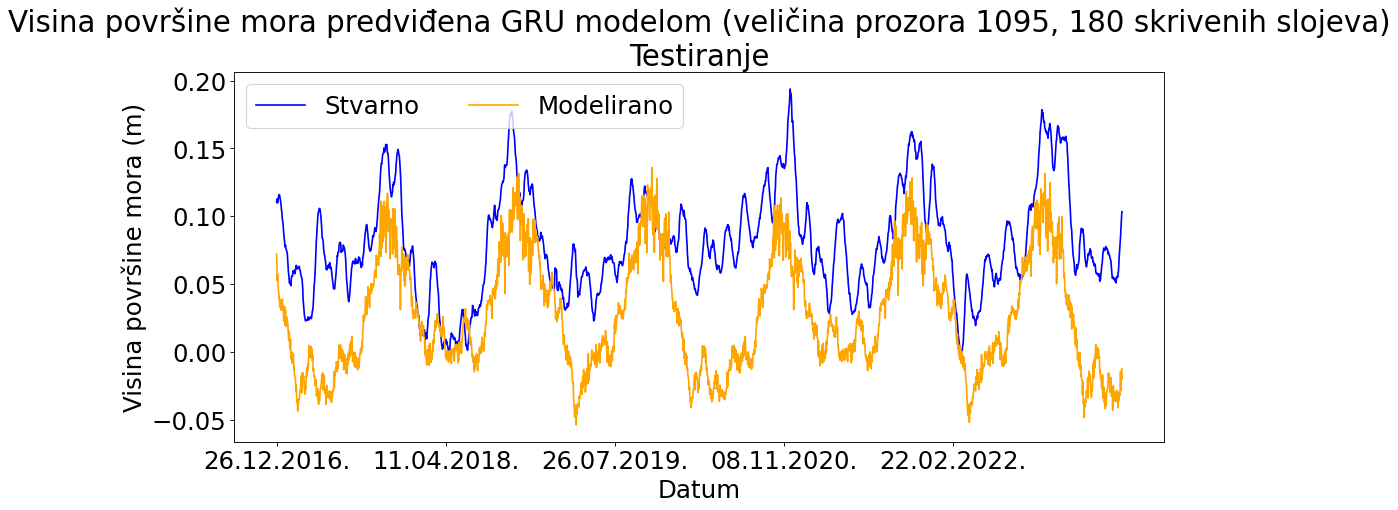 Visina površine mora predviđena GRU modelom (veličina prozora 1095, 180 skrivenih slojeva)
Testiranje
Stvarno
Modelirano
Visina površine mora (m)
0.20
0.15
0.10
0.05
0.00
−0.05
26.12.2016.
11.04.2018.
26.07.2019.
08.11.2020.
22.02.2022.
Datum